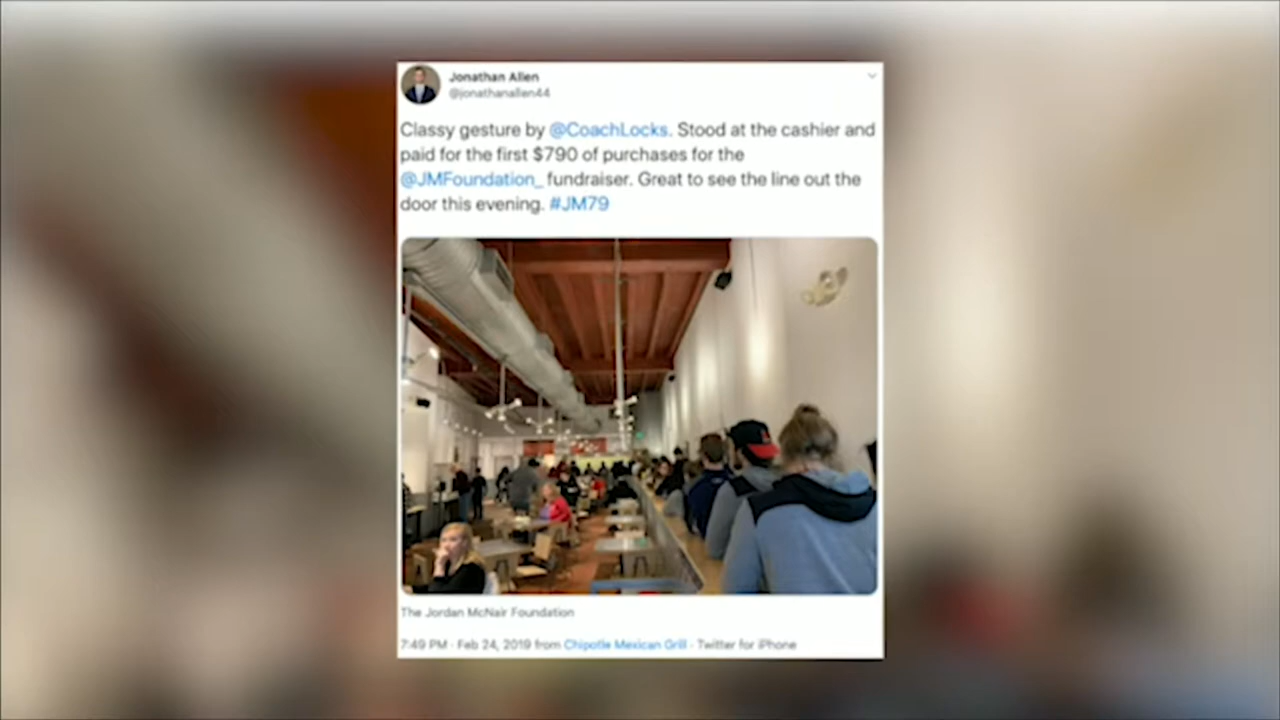 Jonathan Allen
@jonathanallen44
Classy gesture by @CoachLocks. Stood at the cashier and
paid for the first $790 of purchases for the
@JMFoundation_ fundraiser. Great to see the line out the
door this evening. #JM79
The Jordan McNair Foundation
7:49 PM · Feb 24, 2019 from Chipotle Mexican Grill · Twitter for iPhone